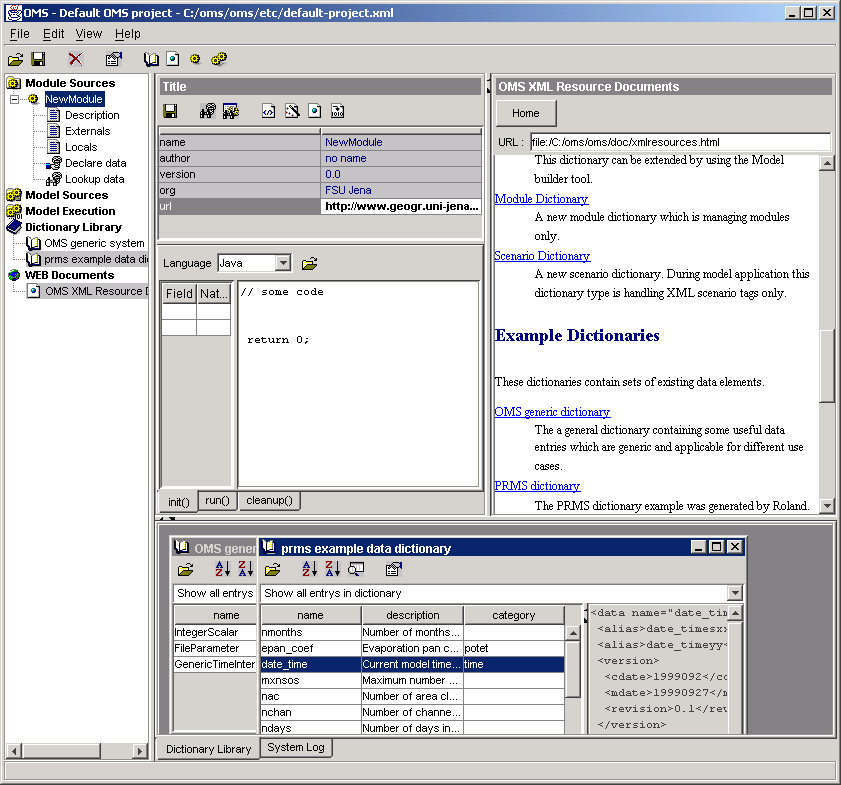 OMS - Default OMS project - C:/oms/oms/etc/default-project.xml
File Edit View Help
Module Sources
NewModule
Description
Externals
Locals
Declare data
Lookup data
Model Sources
Model Execution
Dictionary Library
OMS generic system
prms example data di
WEB Documents
OMS XML Resource D
Title
name NewModule
author no name
version 0.0
org FSU Jena
url http://www.geogr.uni-jena...
Language Java
Field Nat...
// some code
return 0;
init() run() cleanup()
OMS XML Resource Documents
Home
URL : file:/C:/oms/oms/doc/xmlresources.html
This dictionary can be extended by using the Model
builder tool.
Module Dictionary
A new module dictionary which is managing modules
only.
Scenario Dictionary
A new scenario dictionary. During model application this
dictionary type is handling XML scenario tags only.
Example Dictionaries
These dictionaries contain sets of existing data elements.
OMS generic dictionary
The a general dictionary containing some useful data
entries which are generic and applicable for different use
cases.
PRMS dictionary
The PRMS dictionary example was generated by Roland.
OMS gener
Show all entrys
name
IntegerScalar
FileParameter
GenericTimeInter
prms example data dictionary
Show all entrys in dictionary
name description category
nmonths Number of months...
epan_coef Evaporation pan c... potet
date_time Current model time... time
mxnsos Maximum number ...
nac Number of area cl...
nchan Number of channe...
ndays Number of days in...
<data name="date_tim
<alias>date_timesxx
<alias>date_timeyy<
<version>
<cdate>1999092</co
<mdate>19990927</m
<revision>0.1</rev
</version>
Dictionary Library System Log